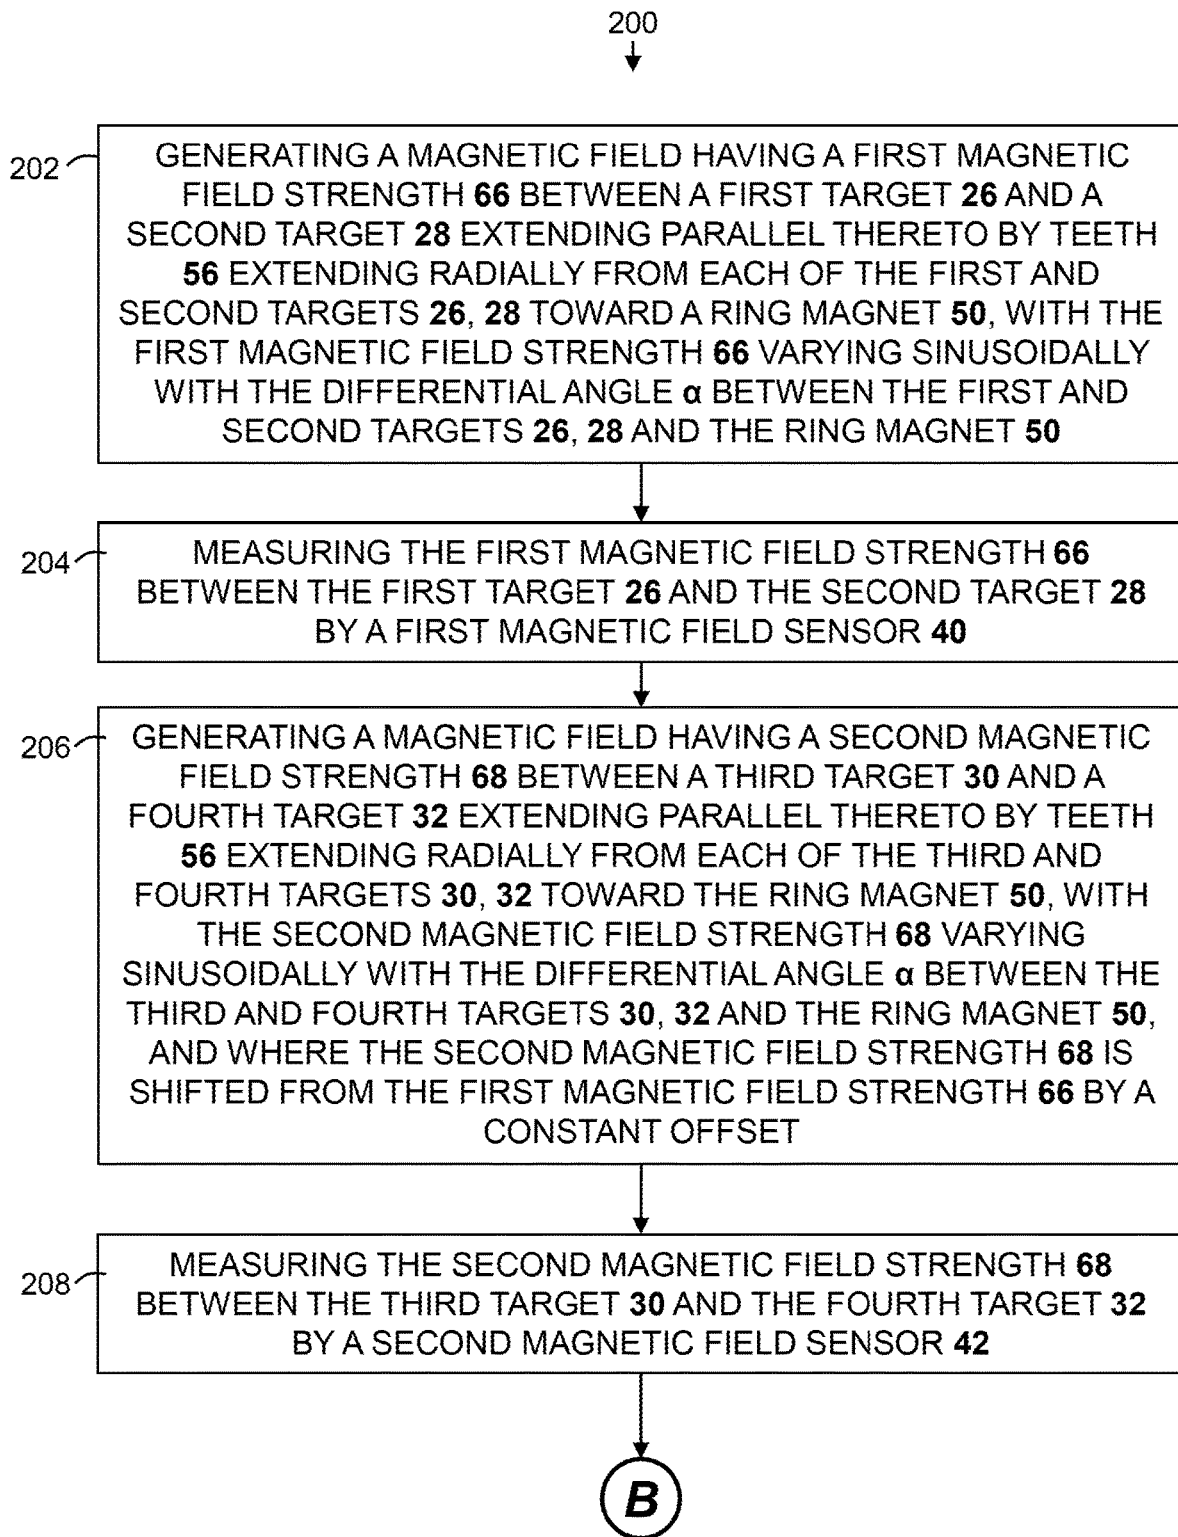 200
202
GENERATING A MAGNETIC FIELD HAVING A FIRST MAGNETIC
FIELD STRENGTH 66 BETWEEN A FIRST TARGET 26 AND A
SECOND TARGET 28 EXTENDING PARALLEL THERETO BY TEETH
56 EXTENDING RADIALLY FROM EACH OF THE FIRST AND
SECOND TARGETS 26, 28 TOWARD A RING MAGNET 50, WITH THE
FIRST MAGNETIC FIELD STRENGTH 66 VARYING SINUSOIDALLY
WITH THE DIFFERENTIAL ANGLE α BETWEEN THE FIRST AND
SECOND TARGETS 26, 28 AND THE RING MAGNET 50
204
MEASURING THE FIRST MAGNETIC FIELD STRENGTH 66
BETWEEN THE FIRST TARGET 26 AND THE SECOND TARGET 28
BY A FIRST MAGNETIC FIELD SENSOR 40
206
GENERATING A MAGNETIC FIELD HAVING A SECOND MAGNETIC
FIELD STRENGTH 68 BETWEEN A THIRD TARGET 30 AND A
FOURTH TARGET 32 EXTENDING PARALLEL THERETO BY TEETH
56 EXTENDING RADIALLY FROM EACH OF THE THIRD AND
FOURTH TARGETS 30, 32 TOWARD THE RING MAGNET 50, WITH
THE SECOND MAGNETIC FIELD STRENGTH 68 VARYING
SINUSOIDALLY WITH THE DIFFERENTIAL ANGLE α BETWEEN THE
THIRD AND FOURTH TARGETS 30, 32 AND THE RING MAGNET 50,
AND WHERE THE SECOND MAGNETIC FIELD STRENGTH 68 IS
SHIFTED FROM THE FIRST MAGNETIC FIELD STRENGTH 66 BY A
CONSTANT OFFSET
208
MEASURING THE SECOND MAGNETIC FIELD STRENGTH 68
BETWEEN THE THIRD TARGET 30 AND THE FOURTH TARGET 32
BY A SECOND MAGNETIC FIELD SENSOR 42
B